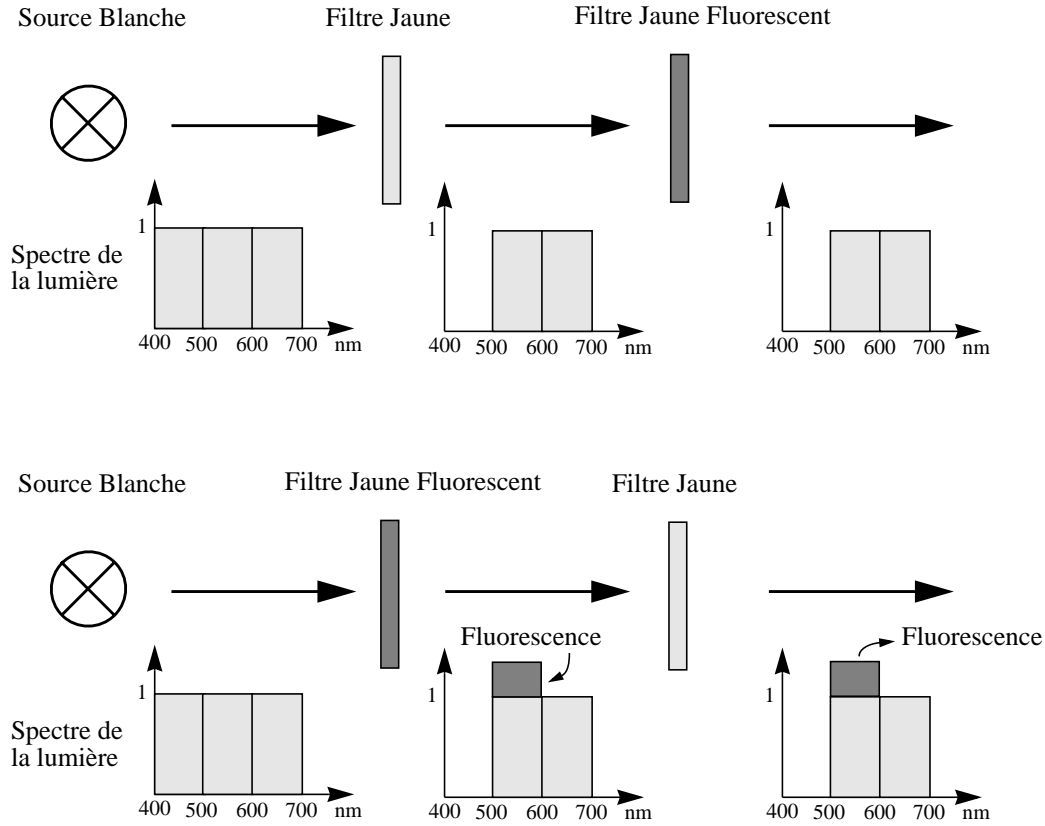 Source Blanche
Filtre Jaune
Filtre Jaune Fluorescent
Spectre de
la lumière
1
400 500 600 700 nm
1
400 500 600 700 nm
1
400 500 600 700 nm
Source Blanche
Filtre Jaune Fluorescent
Filtre Jaune
Spectre de
la lumière
1
400 500 600 700 nm
Fluorescence
1
400 500 600 700 nm
Fluorescence
1
400 500 600 700 nm